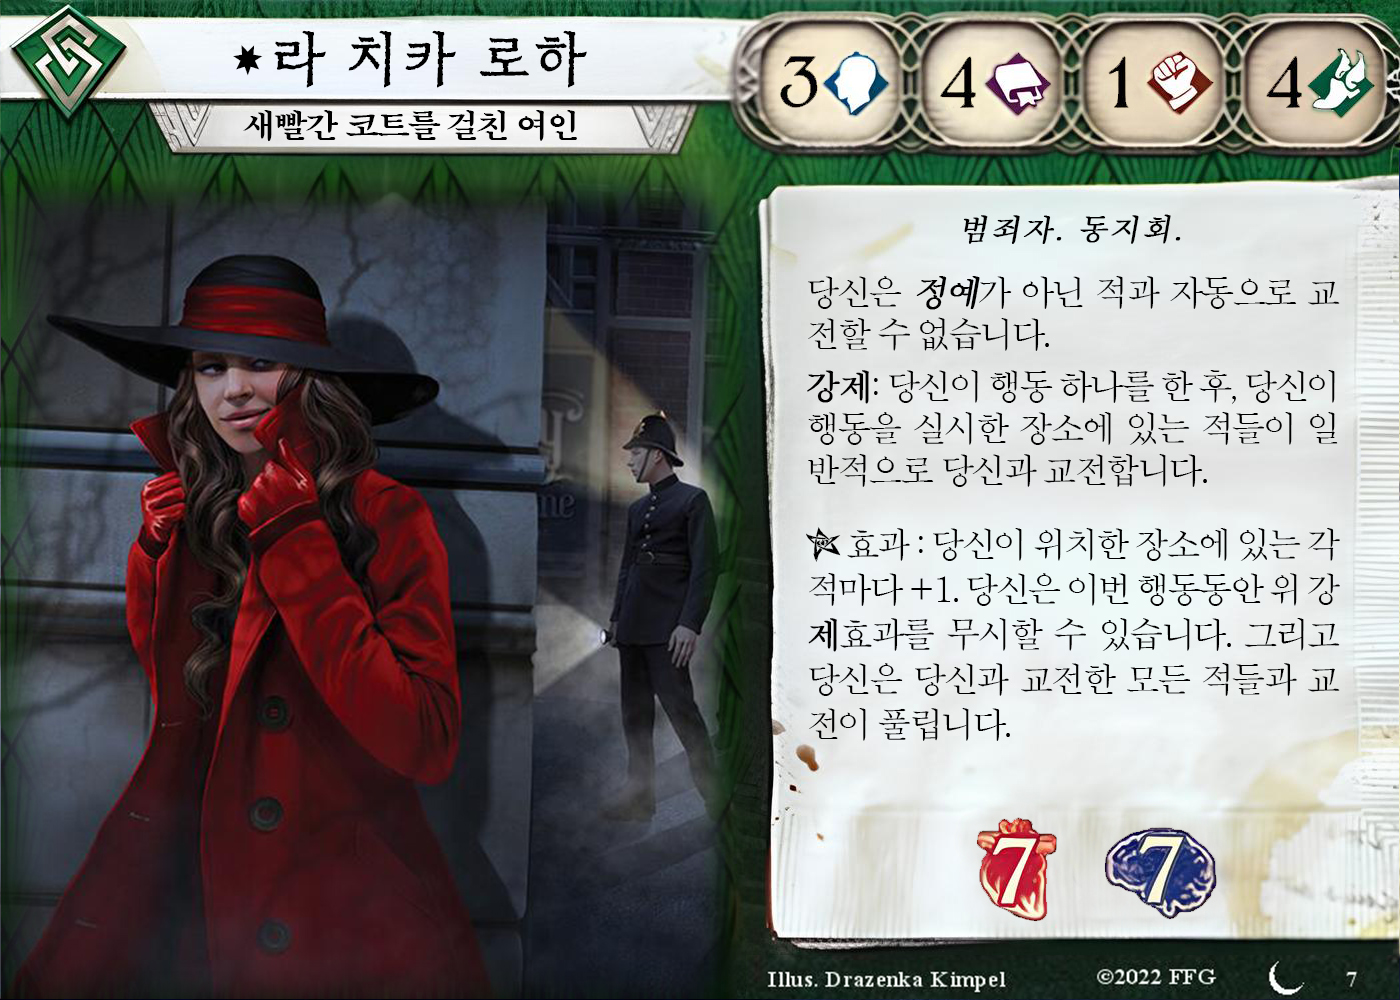 ✷라 치카 로하
새빨간 코트를 걸친 여인
3 4 1 4
범죄자. 동지회.
당신은 정예가 아닌 적과 자동으로 교
전할 수 없습니다.
강제: 당신이 행동 하나를 한 후, 당신이
행동을 실시한 장소에 있는 적들이 일
반적으로 당신과 교전합니다.
효과 : 당신이 위치한 장소에 있는 각
적마다 +1. 당신은 이번 행동동안 위 강
제효과를 무시할 수 있습니다. 그리고
당신은 당신과 교전한 모든 적들과 교
전이 풀립니다.
7 7
Illus. Drazenka Kimpel ©2022 FFG 7